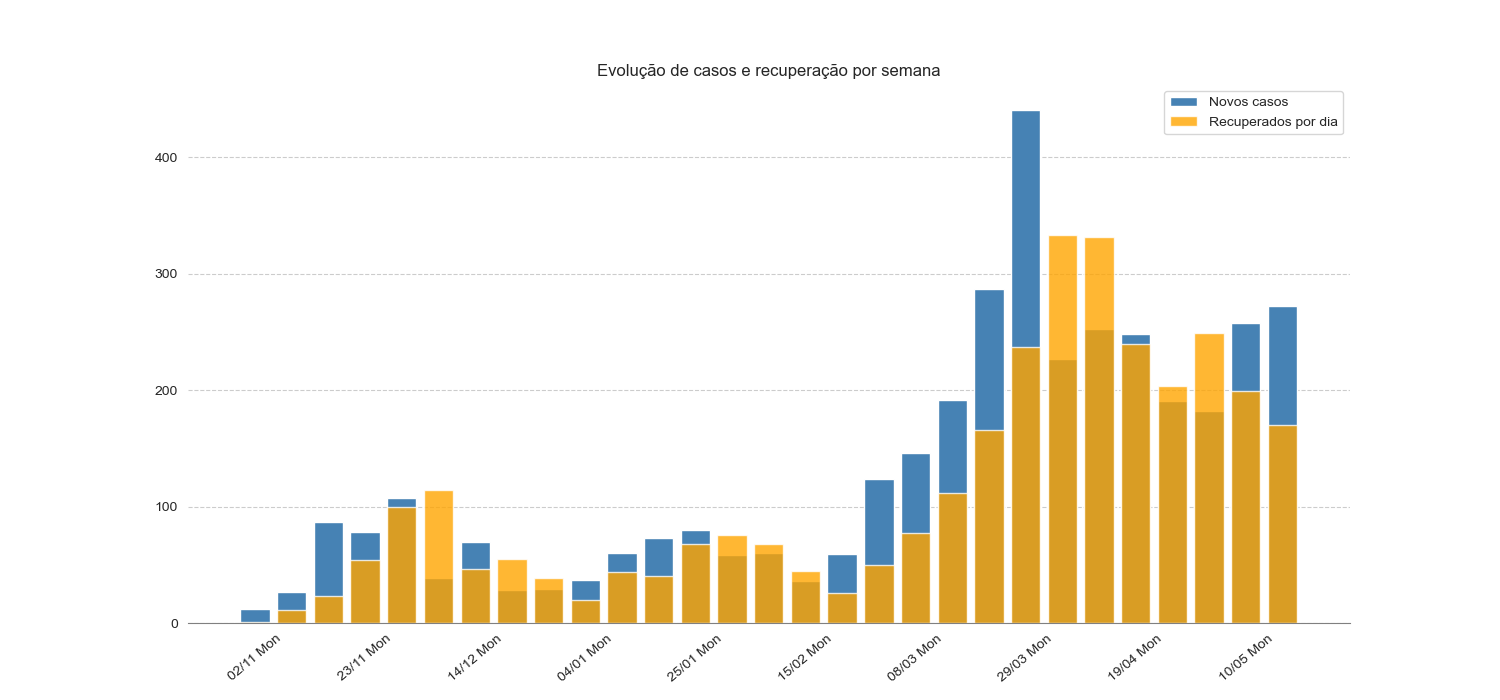 Evolução de casos e recuperação por semana
Novos casos
Recuperados por dia
400
300
200
100
0
02/11 Mon
23/11 Mon
14/12 Mon
04/01 Mon
25/01 Mon
15/02 Mon
08/03 Mon
29/03 Mon
19/04 Mon
10/05 Mon